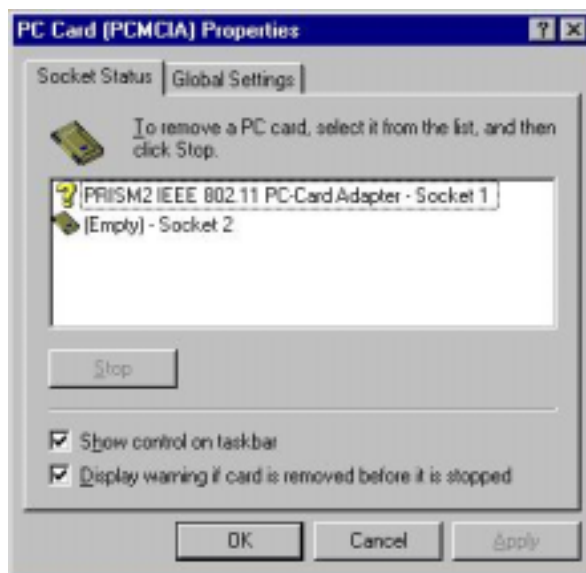 PC Card (PCMCIA) Properties
Socket Status
Global Settings
To remove a PC card, select it from the list, and then
click Stop.
PRISM2 IEEE 802.11 PC-Card Adapter - Socket 1
(Empty) - Socket 2
Stop
Show control on taskbar
Display warning if card is removed before it is stopped
OK
Cancel
Apply